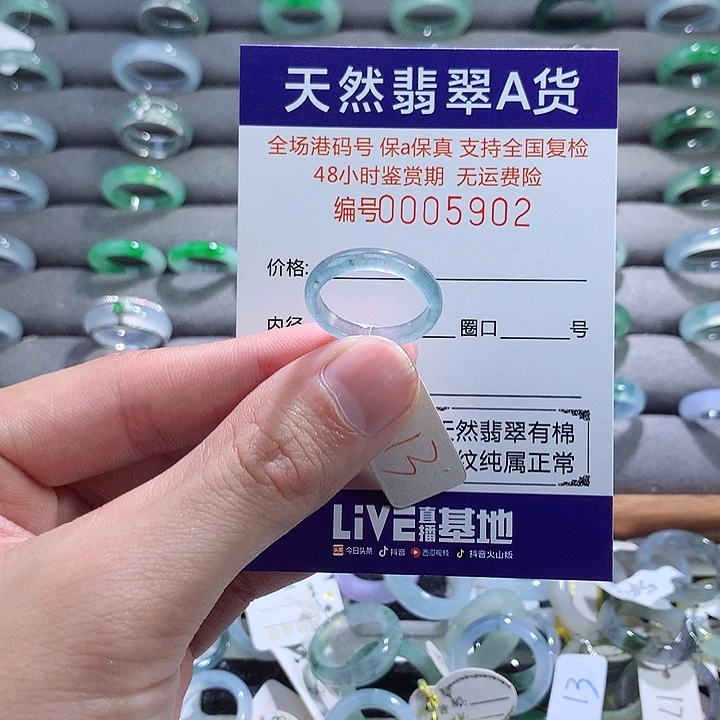 天然翡翠A货
全场港码号 保a保真 支持全国复检
48小时鉴赏期 无运费险
编号0005902
价格:
内径 圈口 号
然翡翠有棉
纹纯属正常
13
LiVE直播基地
头条 今日头条 抖音 西瓜视频 抖音火山版
13
17